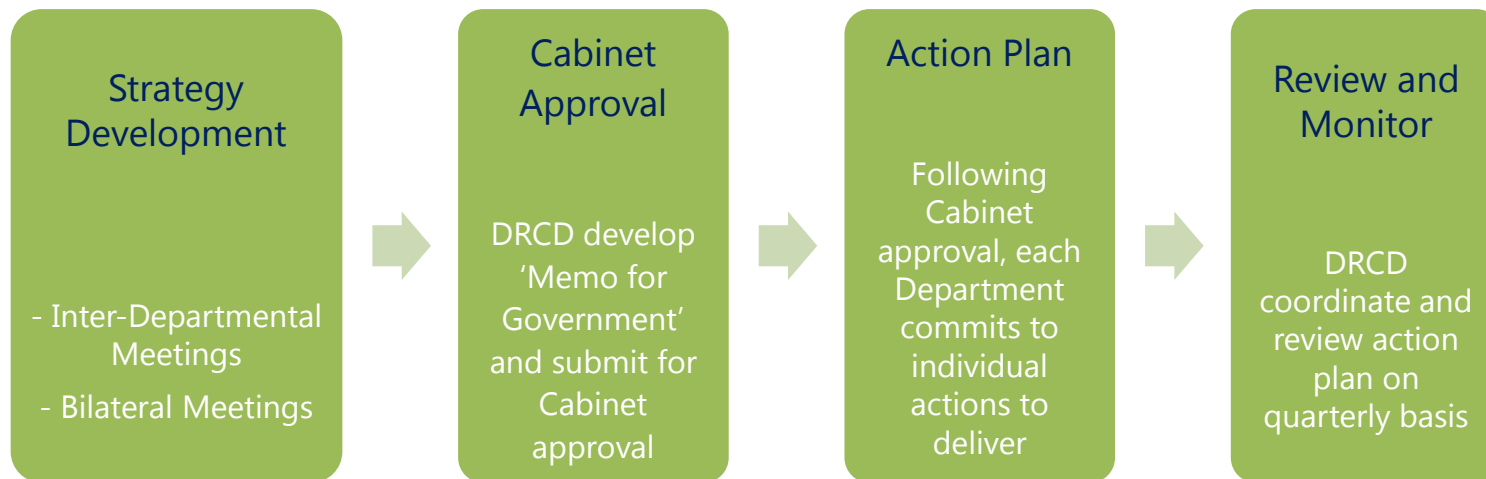 Strategy
Development
- Inter-Departmental
Meetings
- Bilateral Meetings
Cabinet
Approval
DRCD develop
‘Memo for
Government’
and submit for
Cabinet
approval
Action Plan
Following
Cabinet
approval, each
Department
commits to
individual
actions to
deliver
Review and
Monitor
DRCD
coordinate and
review action
plan on
quarterly basis